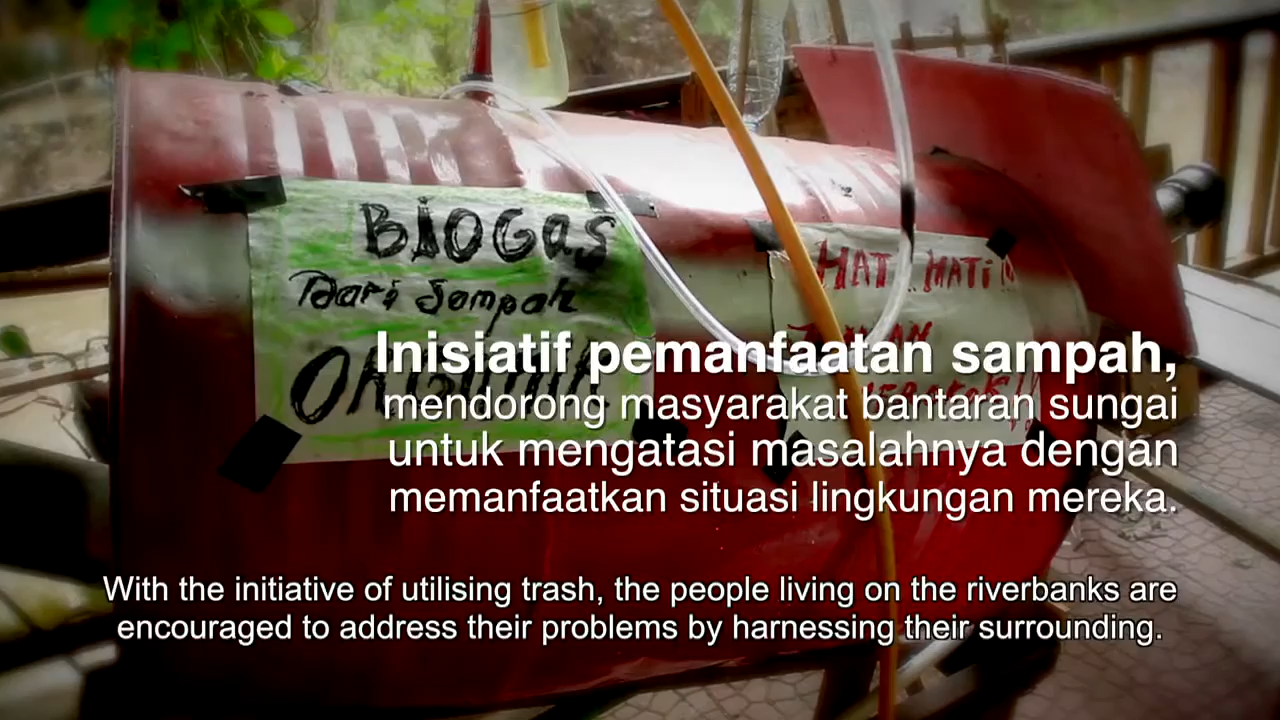 BIOGas
Dari Sampah
ORGANIK
HATI HATI
Inisiatif pemanfaatan sampah,
mendorong masyarakat bantaran sungai
untuk mengatasi masalahnya dengan
memanfaatkan situasi lingkungan mereka.
With the initiative of utilising trash, the people living on the riverbanks are
encouraged to address their problems by harnessing their surrounding.